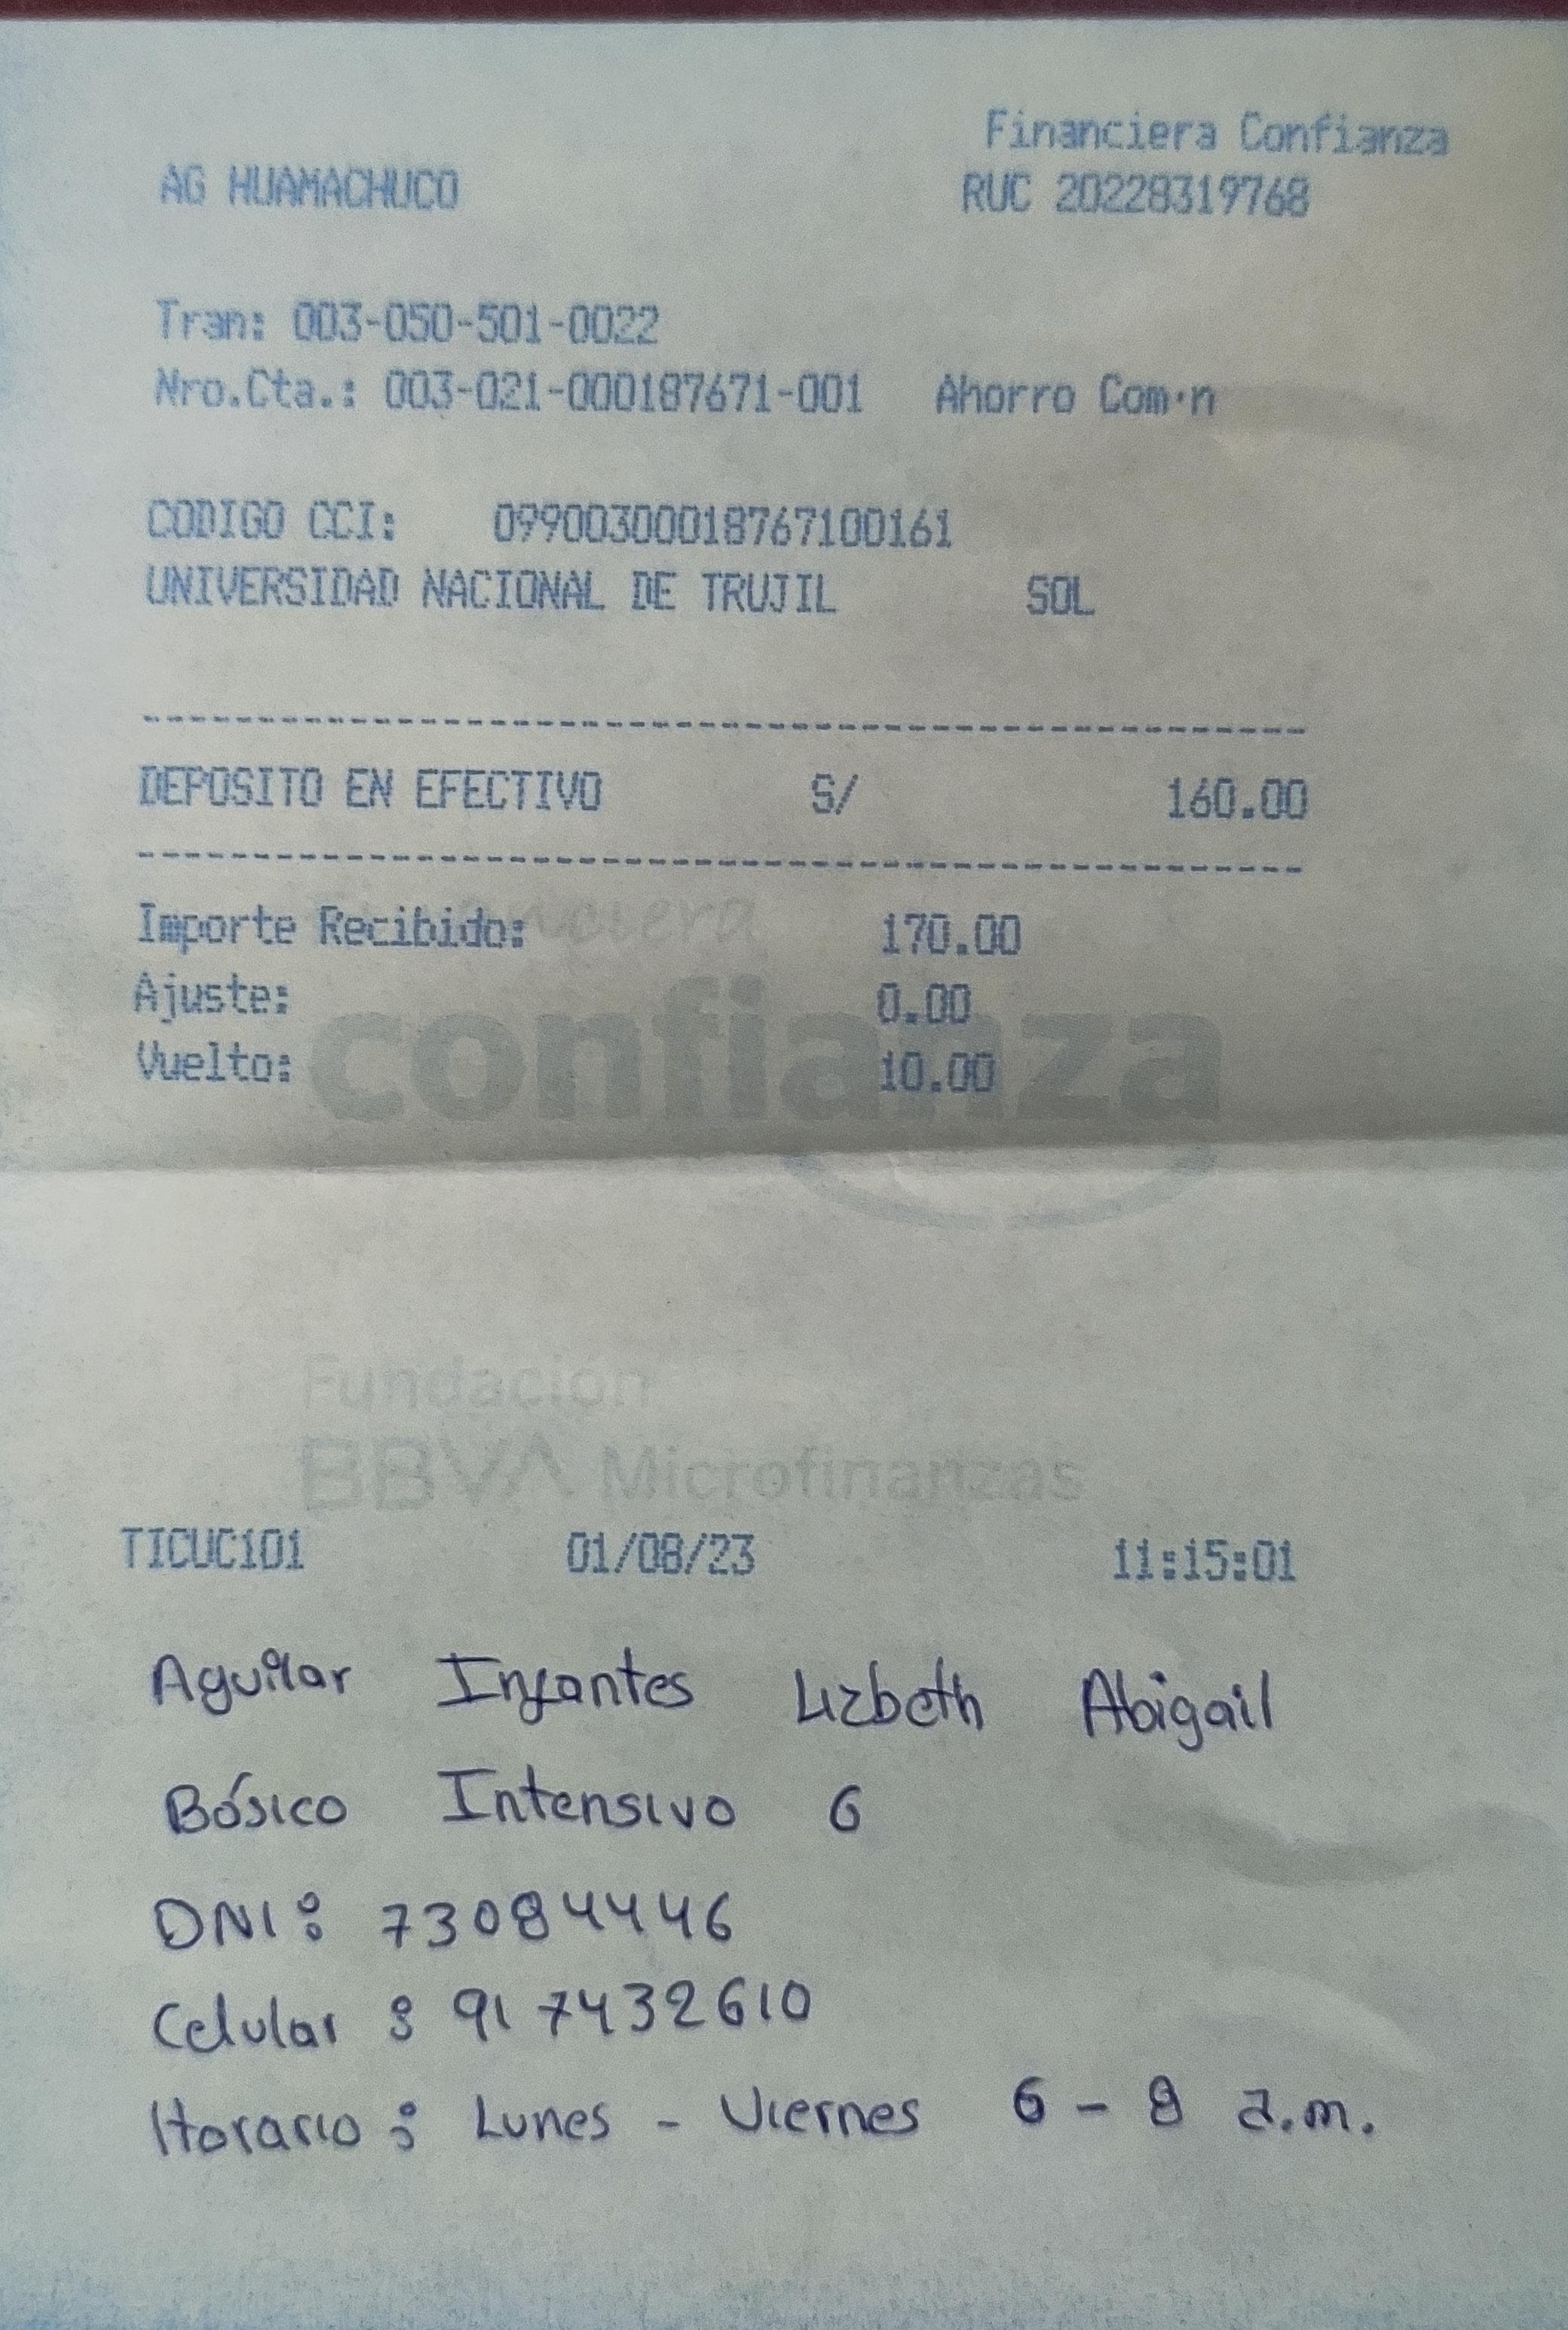 Financiera Confianza
AG HUAMACHUCO RUC 20228319768
Tran: 003-050-501-0022
Nro.Cta.: 003-021-000187671-001 Ahorro Com·n
CODIGO CCI: 09900300018767100161
UNIVERSIDAD NACIONAL DE TRUJIL SOL
DEPOSITO EN EFECTIVO S/ 160.00
Financiera
Importe Recibido: 170.00
Ajuste: 0.00
confianza
Vuelto: 10.00
Fundación
BBVA Microfinanzas
TICUC101 01/08/23 11:15:01
Aguilar Infantes Lizbeth Abigail
Básico Intensivo 6
DNI: 73084446
Celular: 917432610
Horario: Lunes - Viernes 6 - 8 a.m.